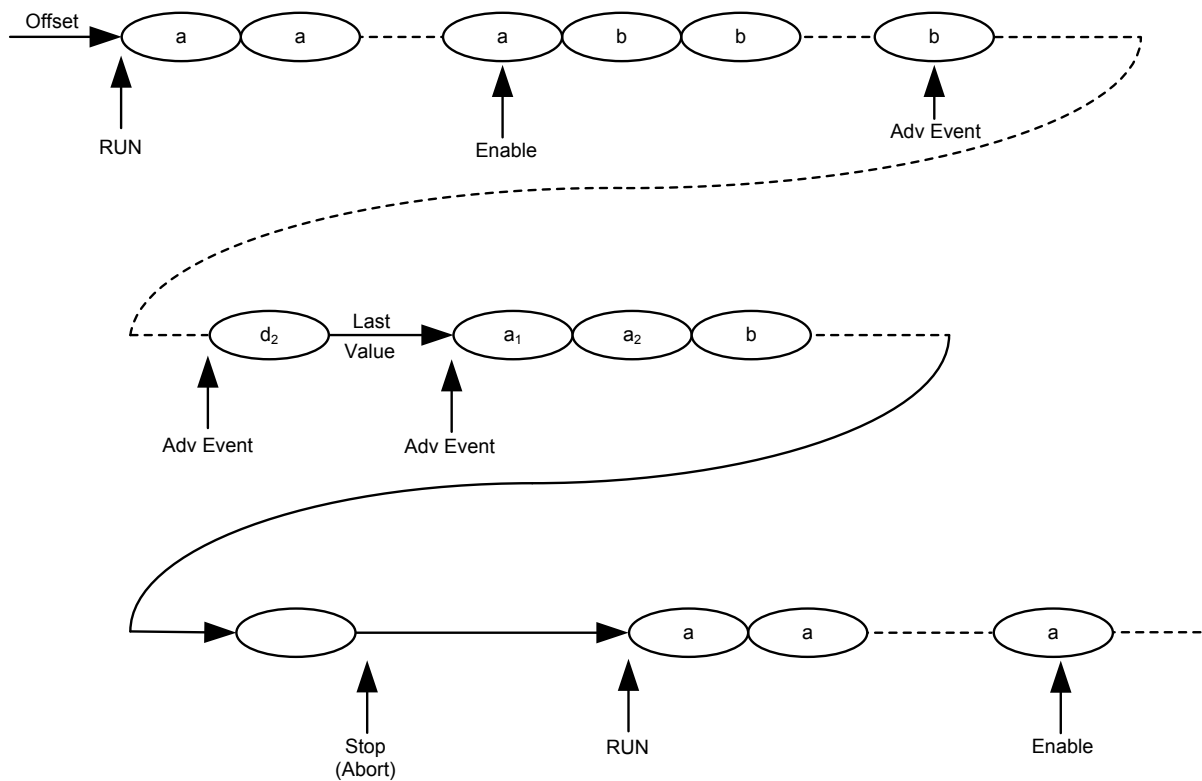 Offset
a a a b b b
RUN
Enable
Adv Event
d₂
Last
Value
a₁ a₂ b
Adv Event Adv Event
a a a
Stop
(Abort)
RUN
Enable